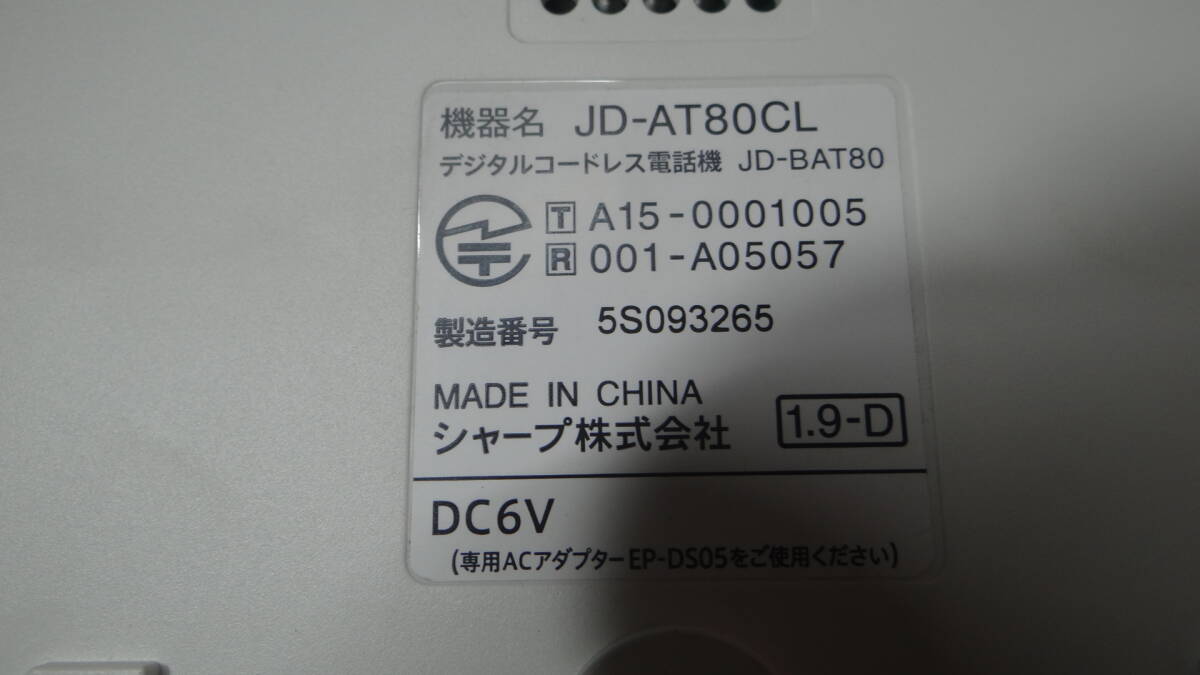 機器名 JD-AT80CL
デジタルコードレス電話機 JD-BAT80
T A15-0001005
R 001-A05057
製造番号 5S093265
MADE IN CHINA
シャープ株式会社 1.9-D
DC6V
(専用ACアダプターEP-DS05をご使用ください)